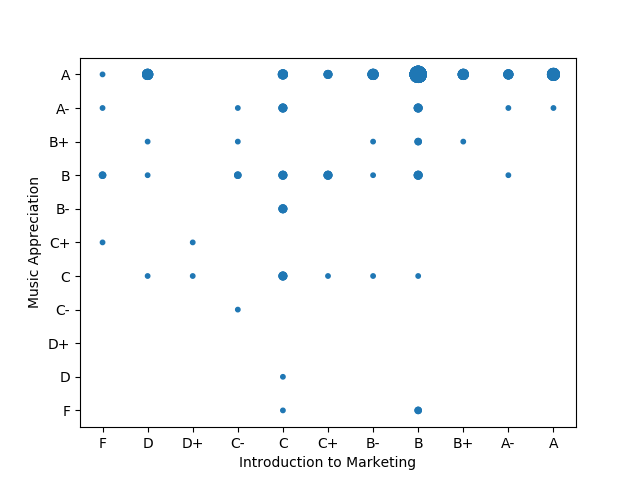 A
A-
B+
B
B-
C+
C
C-
D+
D
F
Music Appreciation
F D D+ C- C C+ B- B B+ A- A
Introduction to Marketing